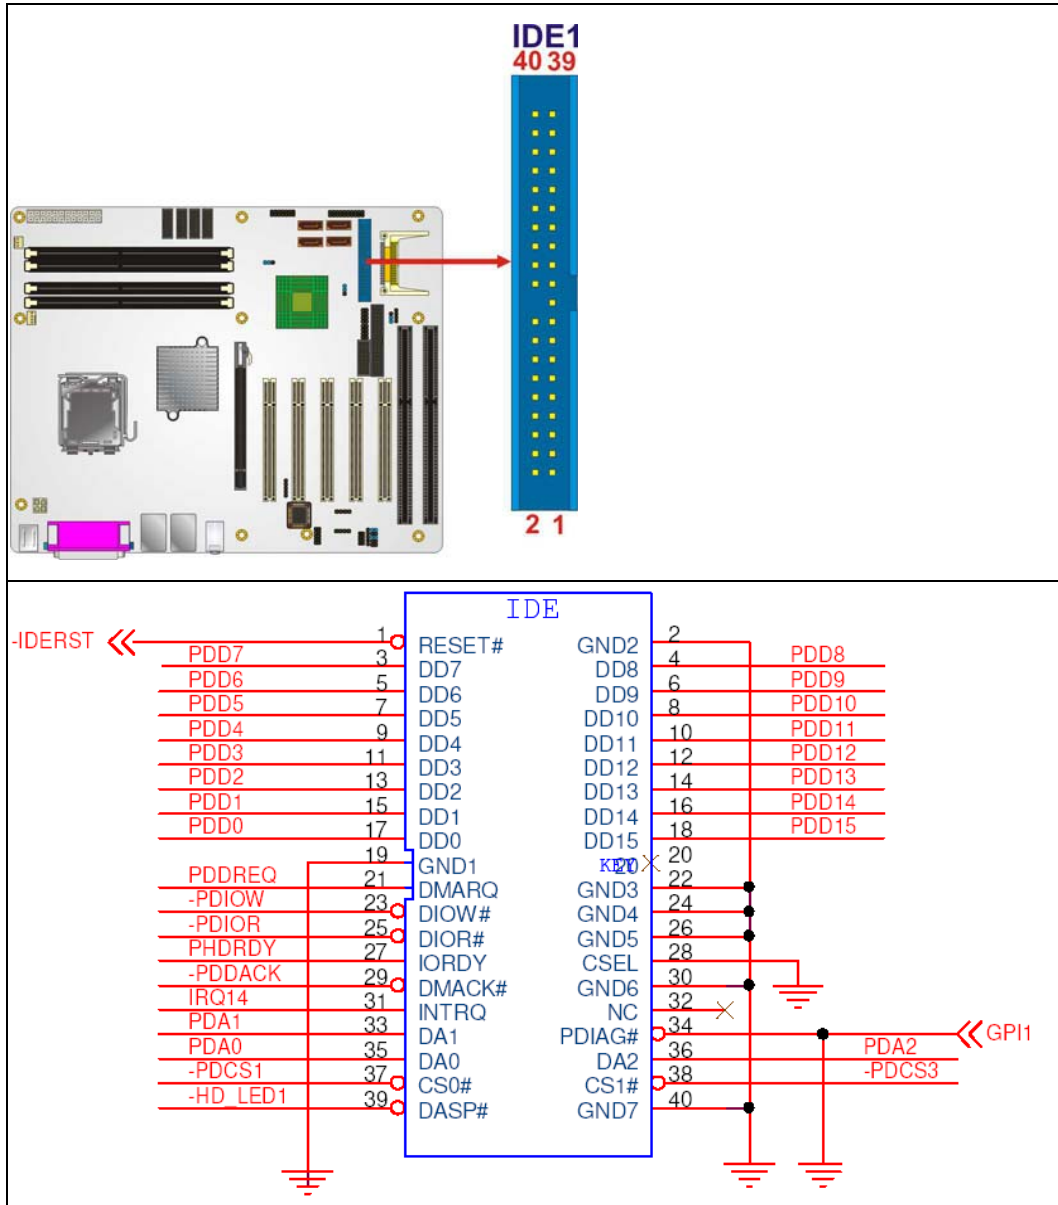 IDE1
40 39
2 1
IDE
-IDERST 1 RESET# GND2 2
PDD7 3 DD7 DD8 4 PDD8
PDD6 5 DD6 DD9 6 PDD9
PDD5 7 DD5 DD10 8 PDD10
PDD4 9 DD4 DD11 10 PDD11
PDD3 11 DD3 DD12 12 PDD12
PDD2 13 DD2 DD13 14 PDD13
PDD1 15 DD1 DD14 16 PDD14
PDD0 17 DD0 DD15 18 PDD15
19 GND1 KEY 20 20
PDDREQ 21 DMARQ GND3 22
-PDIOW 23 DIOW# GND4 24
-PDIOR 25 DIOR# GND5 26
PHDRDY 27 IORDY CSEL 28
-PDDACK 29 DMACK# GND6 30
IRQ14 31 INTRQ NC 32
PDA1 33 DA1 PDIAG# 34 GPI1
PDA0 35 DA0 DA2 36 PDA2
-PDCS1 37 CS0# CS1# 38 -PDCS3
-HD_LED1 39 DASP# GND7 40